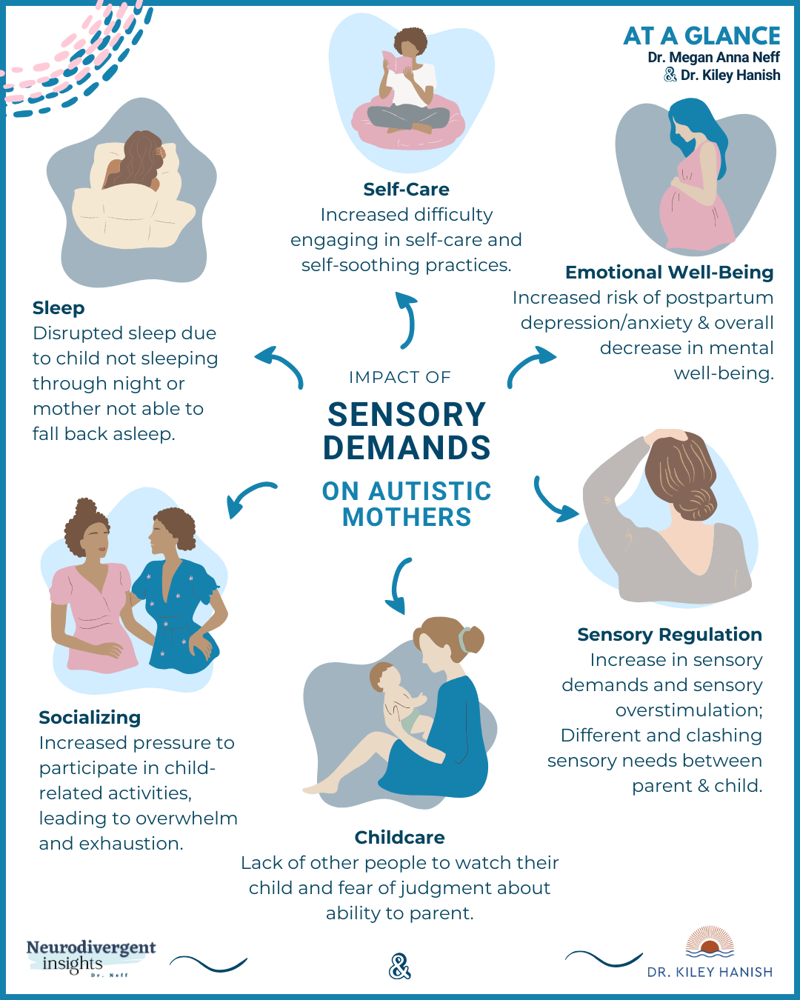 AT A GLANCE
Dr. Megan Anna Neff
& Dr. Kiley Hanish
Self-Care
Increased difficulty
engaging in self-care and
self-soothing practices.
Emotional Well-Being
Increased risk of postpartum
depression/anxiety & overall
decrease in mental
well-being.
Sleep
Disrupted sleep due
to child not sleeping
through night or
mother not able to
fall back asleep.
IMPACT OF
SENSORY
DEMANDS
ON AUTISTIC
MOTHERS
Sensory Regulation
Increase in sensory
demands and sensory
overstimulation;
Different and clashing
sensory needs between
parent & child.
Socializing
Increased pressure to
participate in child-
related activities,
leading to overwhelm
and exhaustion.
Childcare
Lack of other people to watch their
child and fear of judgment about
ability to parent.
Neurodivergent
insights
Dr. Neff
&
DR. KILEY HANISH